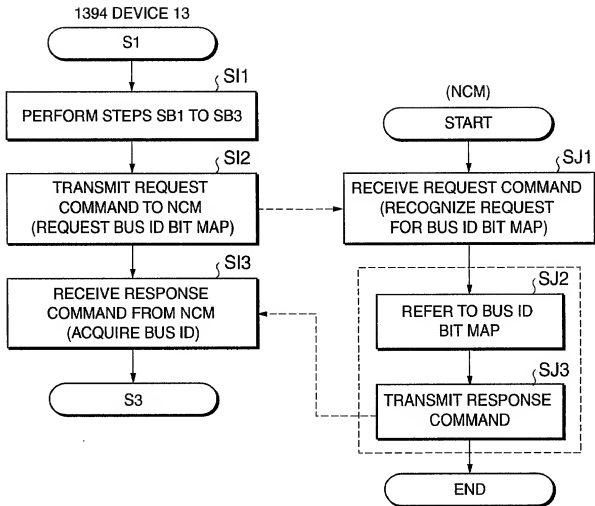 1394 DEVICE 13
S1
SI1
PERFORM STEPS SB1 TO SB3
SI2
TRANSMIT REQUEST
COMMAND TO NCM
(REQUEST BUS ID BIT MAP)
SI3
RECEIVE RESPONSE
COMMAND FROM NCM
(ACQUIRE BUS ID)
S3
(NCM)
START
SJ1
RECEIVE REQUEST COMMAND
(RECOGNIZE REQUEST
FOR BUS ID BIT MAP)
SJ2
REFER TO BUS ID
BIT MAP
SJ3
TRANSMIT RESPONSE
COMMAND
END